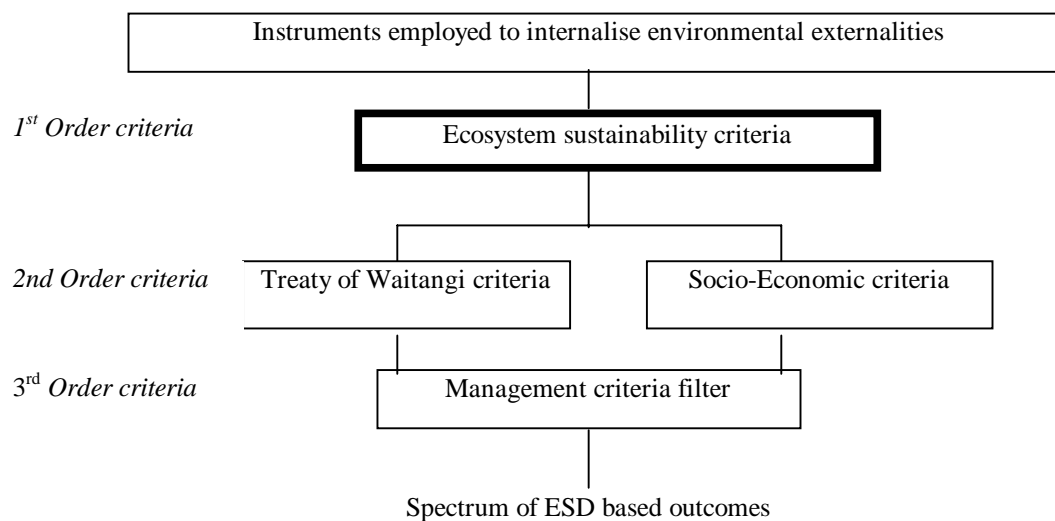 Instruments employed to internalise environmental externalities
1st Order criteria
Ecosystem sustainability criteria
2nd Order criteria
Treaty of Waitangi criteria
Socio-Economic criteria
3rd Order criteria
Management criteria filter
Spectrum of ESD based outcomes